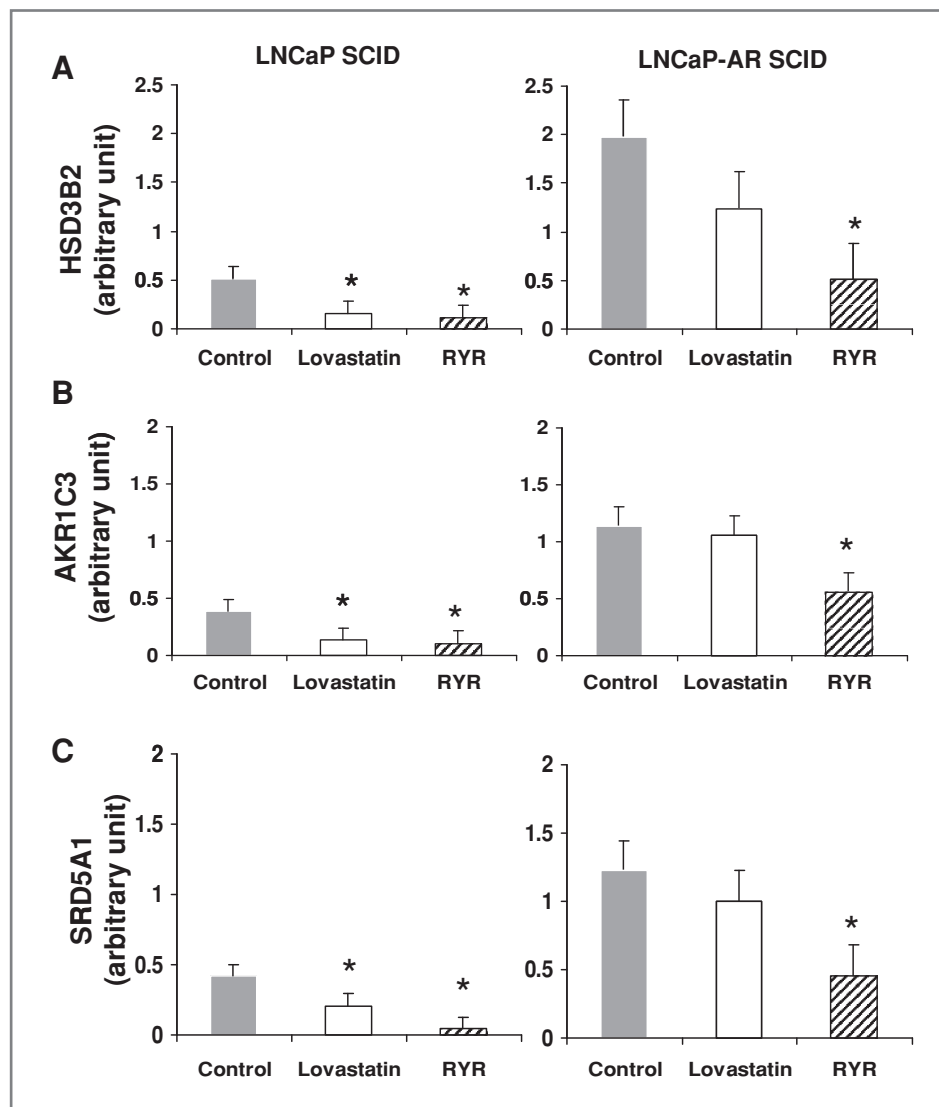 LNCaP SCID
LNCaP-AR SCID
A
HSD3B2
(arbitrary unit)
2.5
2
1.5
1
0.5
0
*
*
Control Lovastatin RYR
2.5
2
1.5
1
0.5
0
*
Control Lovastatin RYR
B
AKR1C3
(arbitrary unit)
2
1.5
1
0.5
0
*
*
Control Lovastatin RYR
2
1.5
1
0.5
0
*
Control Lovastatin RYR
C
SRD5A1
(arbitrary unit)
2
1.5
1
0.5
0
*
*
Control Lovastatin RYR
2
1.5
1
0.5
0
*
Control Lovastatin RYR